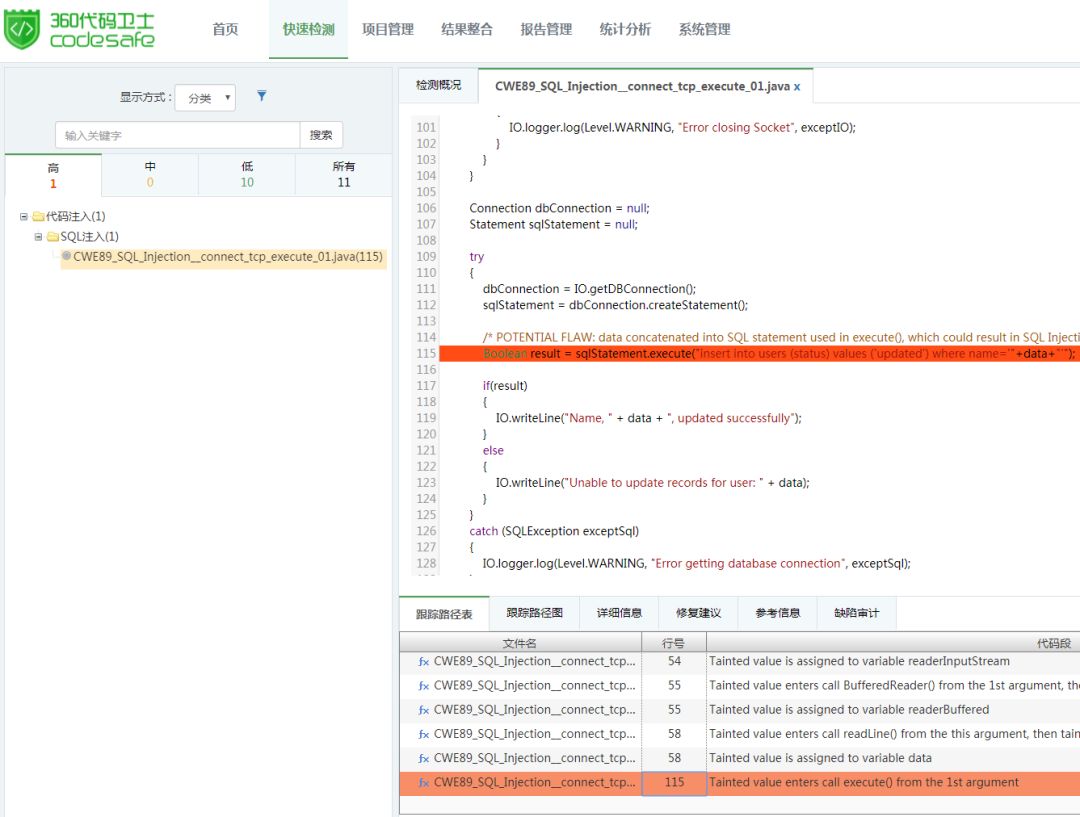 360代码卫士
codesafe
首页 快速检测 项目管理 结果整合 报告管理 统计分析 系统管理
显示方式： 分类
输入关键字 搜索
高 中 低 所有
1 0 10 11
代码注入(1)
SQL注入(1)
CWE89_SQL_Injection__connect_tcp_execute_01.java(115)
检测概况 CWE89_SQL_Injection__connect_tcp_execute_01.java x
101 IO.logger.log(Level.WARNING, "Error closing Socket", exceptIO);
102 }
103 }
104 }
105
106 Connection dbConnection = null;
107 Statement sqlStatement = null;
108
109 try
110 {
111 dbConnection = IO.getDBConnection();
112 sqlStatement = dbConnection.createStatement();
113
114 /* POTENTIAL FLAW: data concatenated into SQL statement used in execute(), which could result in SQL Injecti
115 Boolean result = sqlStatement.execute("insert into users (status) values ('updated') where name='"+data+"'");
116
117 if(result)
118 {
119 IO.writeLine("Name, " + data + ", updated successfully");
120 }
121 else
122 {
123 IO.writeLine("Unable to update records for user: " + data);
124 }
125 }
126 catch (SQLException exceptSql)
127 {
128 IO.logger.log(Level.WARNING, "Error getting database connection", exceptSql);
跟踪路径表 跟踪路径图 详细信息 修复建议 参考信息 缺陷审计
文件名 行号 代码段
fx CWE89_SQL_Injection__connect_tcp... 54 Tainted value is assigned to variable readerInputStream
fx CWE89_SQL_Injection__connect_tcp... 55 Tainted value enters call BufferedReader() from the 1st argument, the
fx CWE89_SQL_Injection__connect_tcp... 55 Tainted value is assigned to variable readerBuffered
fx CWE89_SQL_Injection__connect_tcp... 58 Tainted value enters call readLine() from the this argument, then tain
fx CWE89_SQL_Injection__connect_tcp... 58 Tainted value is assigned to variable data
fx CWE89_SQL_Injection__connect_tcp... 115 Tainted value enters call execute() from the 1st argument